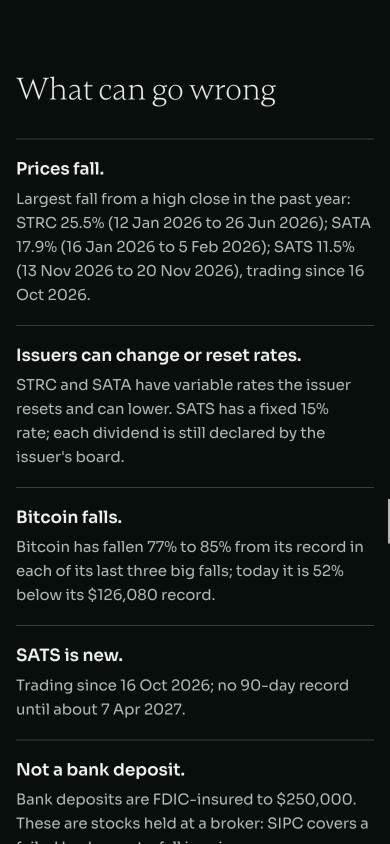 What can go wrong
Prices fall.
Largest fall from a high close in the past year:
STRC 25.5% (12 Jan 2026 to 26 Jun 2026); SATA
17.9% (16 Jan 2026 to 5 Feb 2026); SATS 11.5%
(13 Nov 2026 to 20 Nov 2026), trading since 16
Oct 2026.
Issuers can change or reset rates.
STRC and SATA have variable rates the issuer
resets and can lower. SATS has a fixed 15%
rate; each dividend is still declared by the
issuer's board.
Bitcoin falls.
Bitcoin has fallen 77% to 85% from its record in
each of its last three big falls; today it is 52%
below its $126,080 record.
SATS is new.
Trading since 16 Oct 2026; no 90-day record
until about 7 Apr 2027.
Not a bank deposit.
Bank deposits are FDIC-insured to $250,000.
These are stocks held at a broker: SIPC covers a